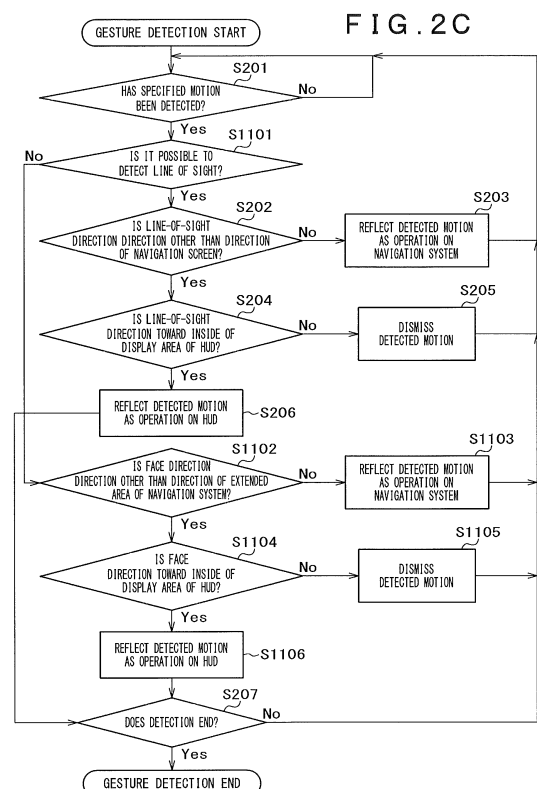 FIG.2C
GESTURE DETECTION START
S201
HAS SPECIFIED MOTION
BEEN DETECTED?
No
Yes
S1101
No
IS IT POSSIBLE TO
DETECT LINE OF SIGHT?
Yes
S202
IS LINE-OF-SIGHT
DIRECTION DIRECTION OTHER THAN DIRECTION
OF NAVIGATION SCREEN?
No
S203
REFLECT DETECTED MOTION
AS OPERATION ON
NAVIGATION SYSTEM
Yes
S204
IS LINE-OF-SIGHT
DIRECTION TOWARD INSIDE OF
DISPLAY AREA OF HUD?
No
S205
DISMISS
DETECTED MOTION
Yes
REFLECT DETECTED MOTION
AS OPERATION ON HUD
S206
S1102
IS FACE DIRECTION
DIRECTION OTHER THAN DIRECTION OF EXTENDED
AREA OF NAVIGATION SYSTEM?
No
S1103
REFLECT DETECTED MOTION
AS OPERATION ON
NAVIGATION SYSTEM
Yes
S1104
IS FACE
DIRECTION TOWARD INSIDE OF
DISPLAY AREA OF HUD?
No
S1105
DISMISS
DETECTED MOTION
Yes
REFLECT DETECTED MOTION
AS OPERATION ON HUD
S1106
S207
DOES DETECTION END?
No
Yes
GESTURE DETECTION END